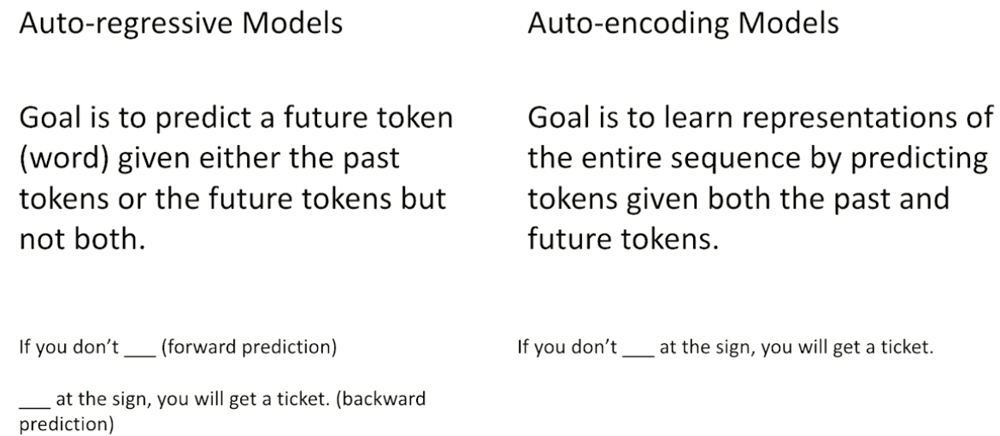 Auto-regressive Models
Goal is to predict a future token
(word) given either the past
tokens or the future tokens but
not both.
If you don’t ___ (forward prediction)
___ at the sign, you will get a ticket. (backward
prediction)
Auto-encoding Models
Goal is to learn representations of
the entire sequence by predicting
tokens given both the past and
future tokens.
If you don’t ___ at the sign, you will get a ticket.